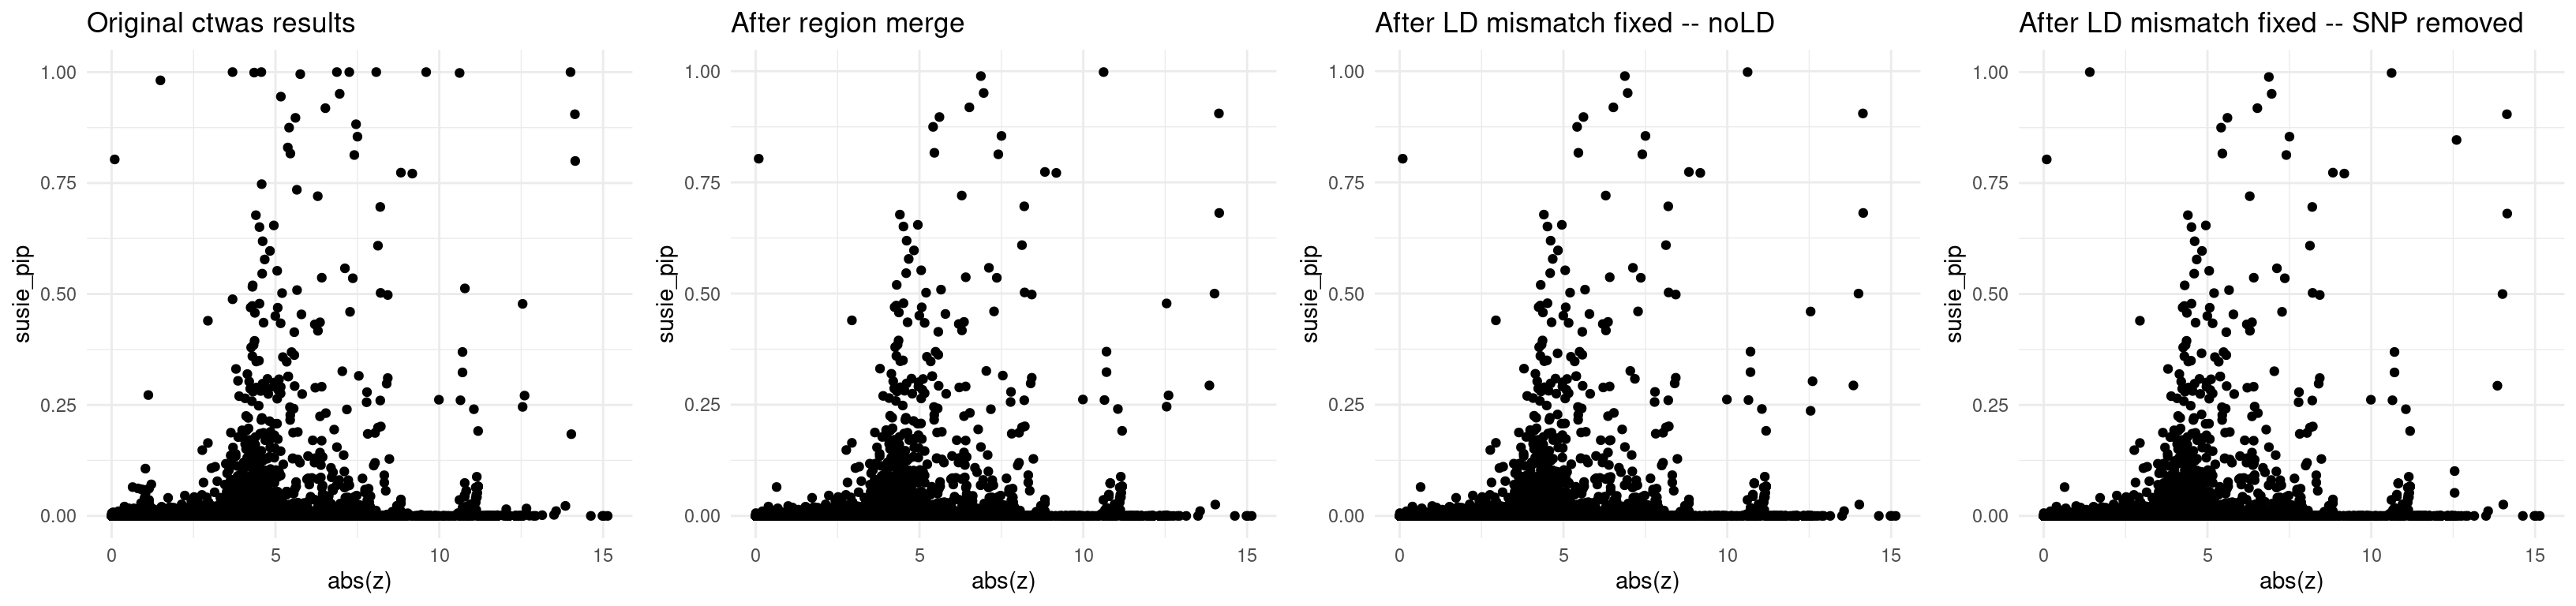 Original ctwas results
susie_pip
1.00
0.75
0.50
0.25
0.00
0 5 10 15
abs(z)
After region merge
susie_pip
1.00
0.75
0.50
0.25
0.00
0 5 10 15
abs(z)
After LD mismatch fixed -- noLD
susie_pip
1.00
0.75
0.50
0.25
0.00
0 5 10 15
abs(z)
After LD mismatch fixed -- SNP removed
susie_pip
1.00
0.75
0.50
0.25
0.00
0 5 10 15
abs(z)